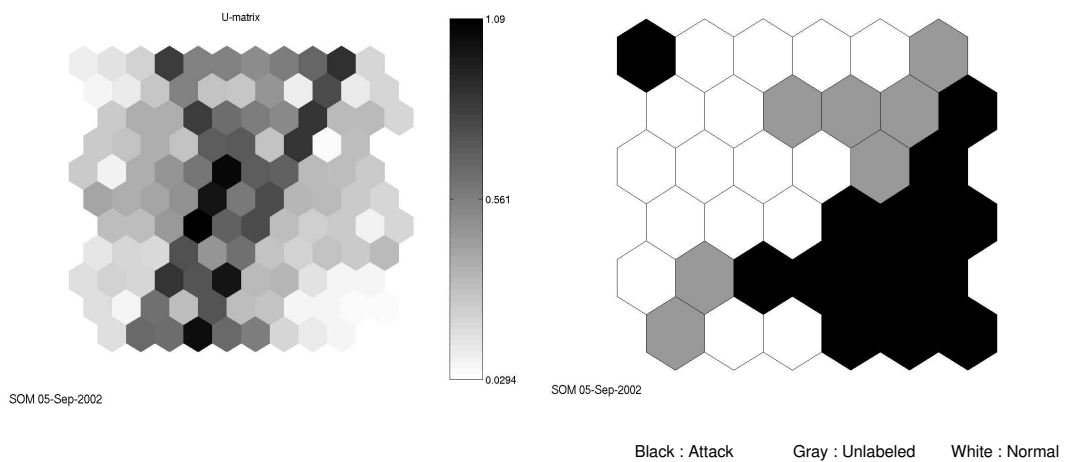 U-matrix
1.09
0.561
0.0294
SOM 05-Sep-2002
SOM 05-Sep-2002
Black : Attack Gray : Unlabeled White : Normal